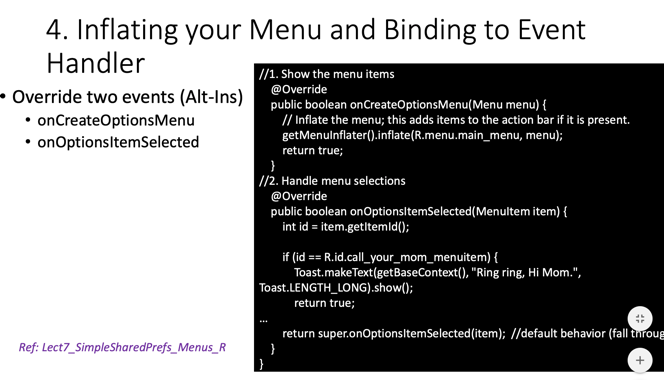 4. Inflating your Menu and Binding to Event
Handler
• Override two events (Alt-Ins)
• onCreateOptionsMenu
• onOptionsItemSelected
//1. Show the menu items
@Override
public boolean onCreateOptionsMenu(Menu menu) {
// Inflate the menu; this adds items to the action bar if it is present.
getMenuInflater().inflate(R.menu.main_menu, menu);
return true;
}
//2. Handle menu selections
@Override
public boolean onOptionsItemSelected(MenuItem item) {
int id = item.getItemId();
if (id == R.id.call_your_mom_menuitem) {
Toast.makeText(getBaseContext(), "Ring ring, Hi Mom.",
Toast.LENGTH_LONG).show();
return true;
...
return super.onOptionsItemSelected(item); //default behavior (fall throug
}
}
Ref: Lect7_SimpleSharedPrefs_Menus_R